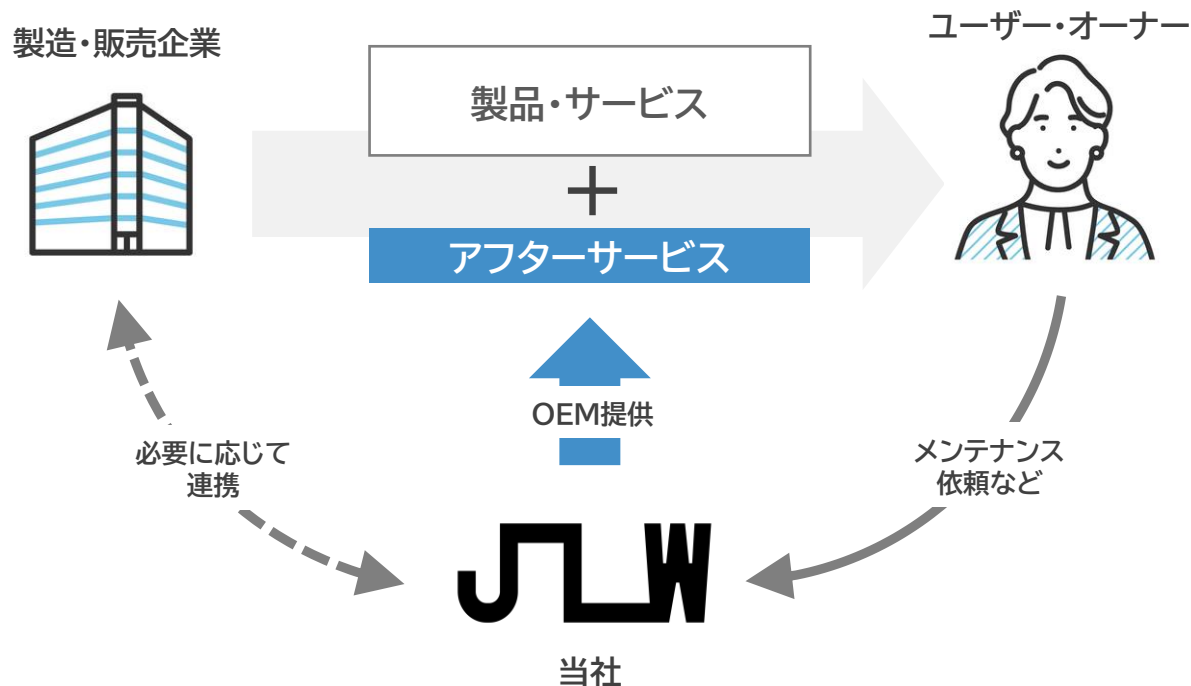 製造・販売企業
ユーザー・オーナー
製品・サービス
+
アフターサービス
OEM提供
必要に応じて
連携
メンテナンス
依頼など
JLW
当社